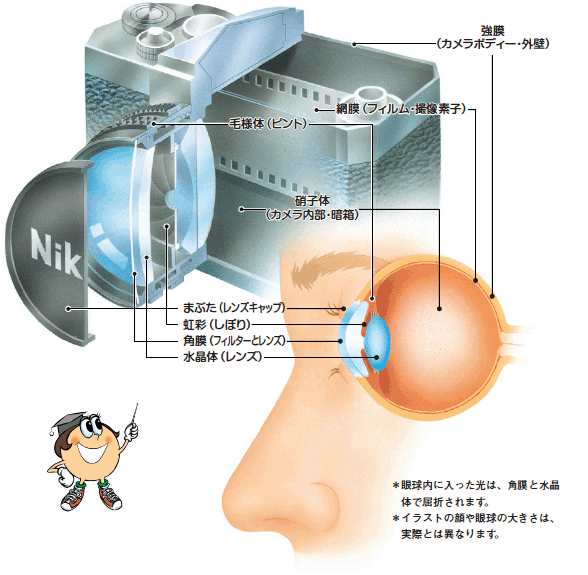 強膜
(カメラボディー・外壁)
網膜(フィルム・撮像素子)
毛様体(ピント)
硝子体
(カメラ内部・暗箱)
Nik
まぶた(レンズキャップ)
虹彩(しぼり)
角膜(フィルターとレンズ)
水晶体(レンズ)
＊眼球内に入った光は、角膜と水晶
体で屈折されます。
＊イラストの顔や眼球の大きさは、
実際とは異なります。